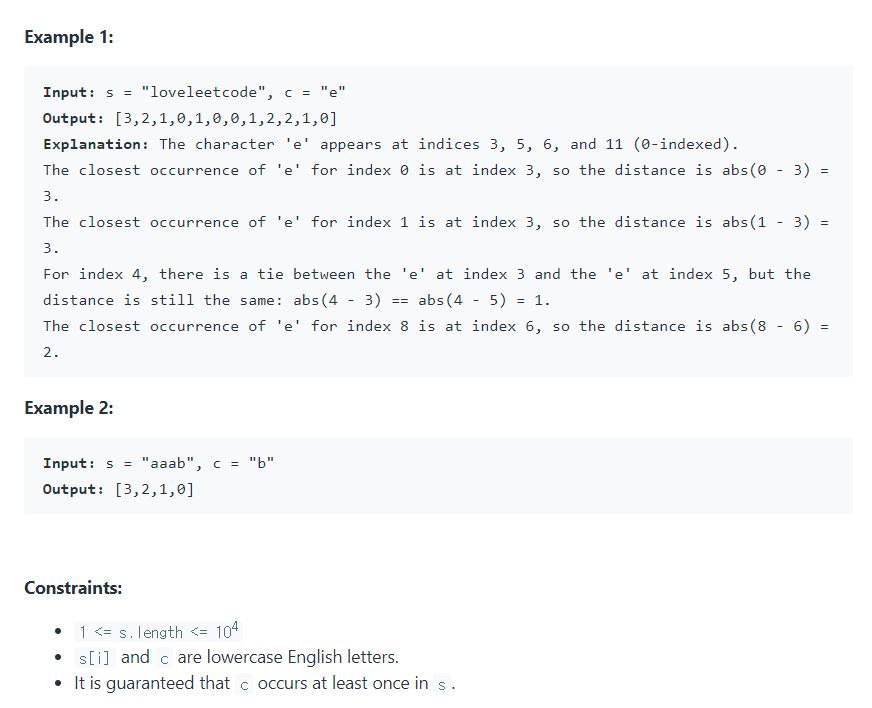 Example 1:
Input: s = "loveleetcode", c = "e"
Output: [3,2,1,0,1,0,0,1,2,2,1,0]
Explanation: The character 'e' appears at indices 3, 5, 6, and 11 (0-indexed).
The closest occurrence of 'e' for index 0 is at index 3, so the distance is abs(0 - 3) =
3.
The closest occurrence of 'e' for index 1 is at index 3, so the distance is abs(1 - 3) =
3.
For index 4, there is a tie between the 'e' at index 3 and the 'e' at index 5, but the
distance is still the same: abs(4 - 3) == abs(4 - 5) = 1.
The closest occurrence of 'e' for index 8 is at index 6, so the distance is abs(8 - 6) =
2.
Example 2:
Input: s = "aaab", c = "b"
Output: [3,2,1,0]
Constraints:
• 1 <= s.length <= 10⁴
• s[i] and c are lowercase English letters.
• It is guaranteed that c occurs at least once in s.